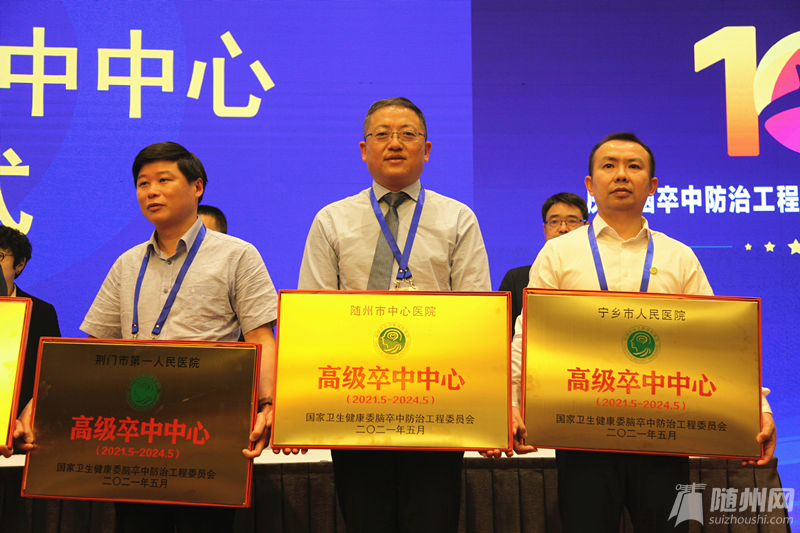 中中心
式
10
脑卒中防治工程
荆门市第一人民医院
高级卒中中心
(2021.5-2024.5)
国家卫生健康委脑卒中防治工程委员会
二〇二一年五月
随州市中心医院
高级卒中中心
(2021.5-2024.5)
国家卫生健康委脑卒中防治工程委员会
二〇二一年五月
宁乡市人民医院
高级卒中中心
(2021.5-2024.5)
国家卫生健康委脑卒中防治工程委员会
二〇二一年五月
随州网
suizhoushi.com